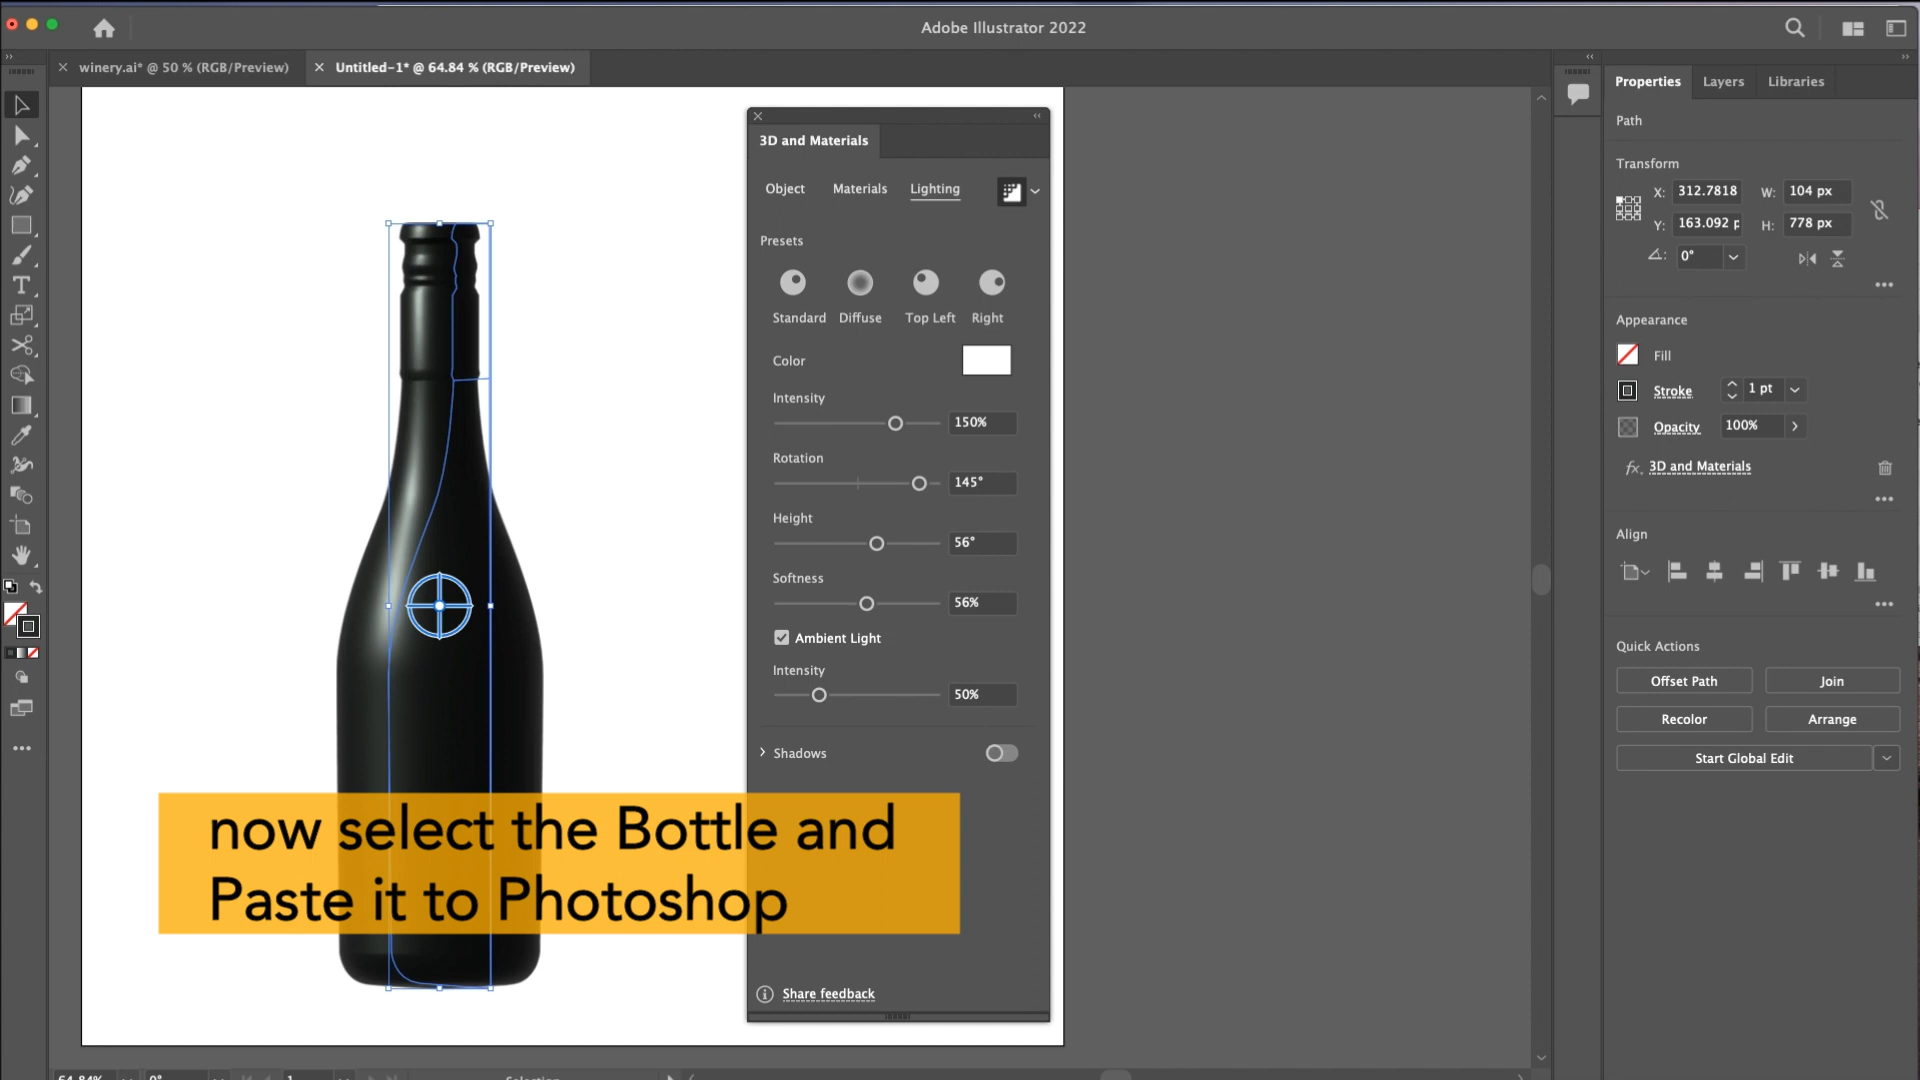 Adobe Illustrator 2022
winery.ai* @ 50 % (RGB/Preview)
Untitled-1* @ 64.84 % (RGB/Preview)
3D and Materials
Object Materials Lighting
Presets
Standard Diffuse Top Left Right
Color
Intensity
150%
Rotation
145°
Height
56°
Softness
56%
Ambient Light
Intensity
50%
Shadows
Share feedback
now select the Bottle and
Paste it to Photoshop
Properties Layers Libraries
Path
Transform
X: 312.7818 W: 104 px
Y: 163.092 p H: 778 px
0°
Appearance
Fill
Stroke 1 pt
Opacity 100%
fx. 3D and Materials
Align
Quick Actions
Offset Path Join
Recolor Arrange
Start Global Edit
64.84% 0° 1 Selection